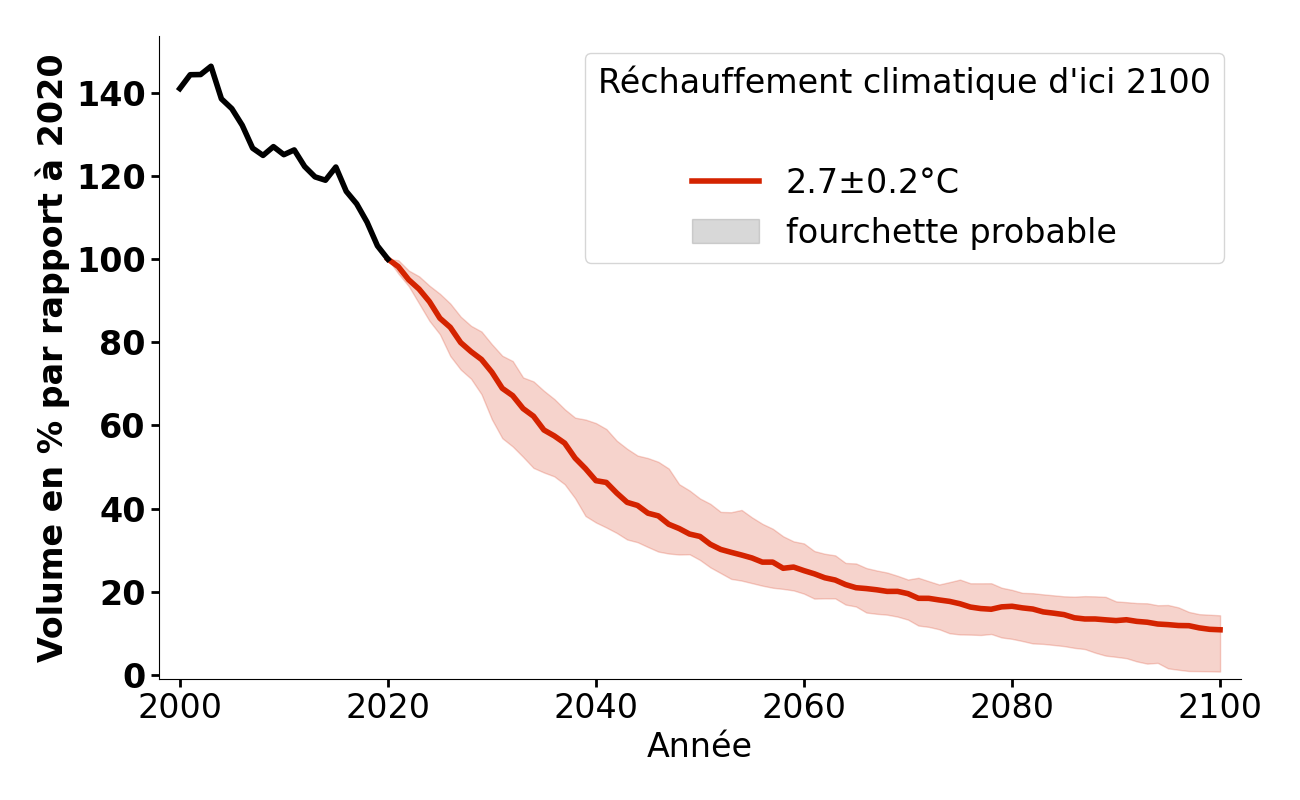 Volume en % par rapport à 2020
140
120
100
80
60
40
20
0
Réchauffement climatique d'ici 2100
2.7±0.2°C
fourchette probable
2000 2020 2040 2060 2080 2100
Année